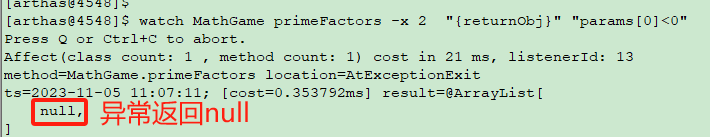 [arthas@4548]$
[arthas@4548]$ watch MathGame primeFactors -x 2  "{returnObj}" "params[0]<0"
Press Q or Ctrl+C to abort.
Affect(class count: 1 , method count: 1) cost in 21 ms, listenerId: 13
method=MathGame.primeFactors location=AtExceptionExit
ts=2023-11-05 11:07:11; [cost=0.353792ms] result=@ArrayList[
null, 异常返回null
]